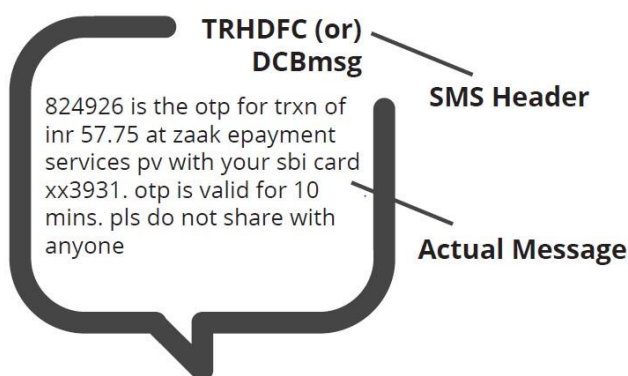 TRHDFC (or)
DCBmsg
SMS Header
824926 is the otp for trxn of
inr 57.75 at zaak epayment
services pv with your sbi card
xx3931. otp is valid for 10
mins. pls do not share with
anyone
Actual Message